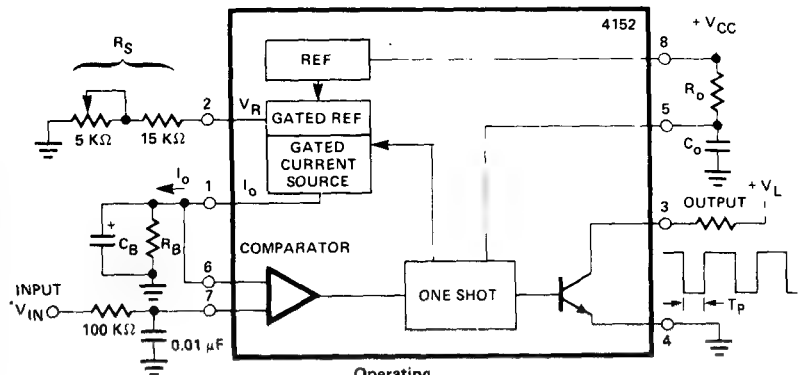 4152
+ VCC
RS
REF
8
RO
2
VR
GATED REF
5
5 KΩ
15 KΩ
GATED
CURRENT
SOURCE
CO
IO
1
IO
+ VL
3
OUTPUT
+
CB
RB
COMPARATOR
6
INPUT
7
ONE SHOT
VIN
TP
100 KΩ
0.01 μF
4
Operating